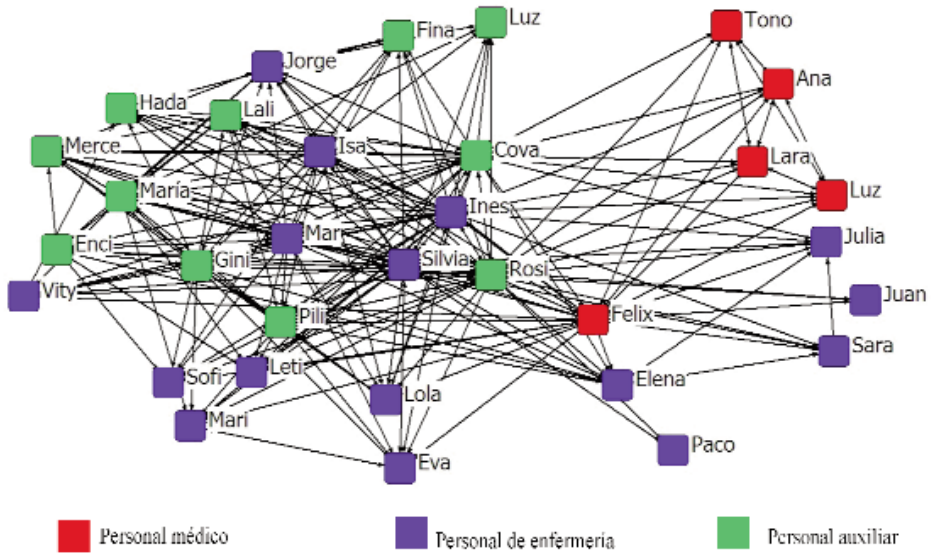 Luz
Tono
Fina
Jorge
Ana
Hada
Lali
Merce
Isa
Cova
Lara
María
Luz
Ines
Enci
Mar
Julia
Gini
Silvia
Rosi
Vity
Juan
Pili
Felix
Sara
Sofi
Leti
Elena
Lola
Mari
Paco
Eva
Personal médico
Personal de enfermería
Personal auxiliar